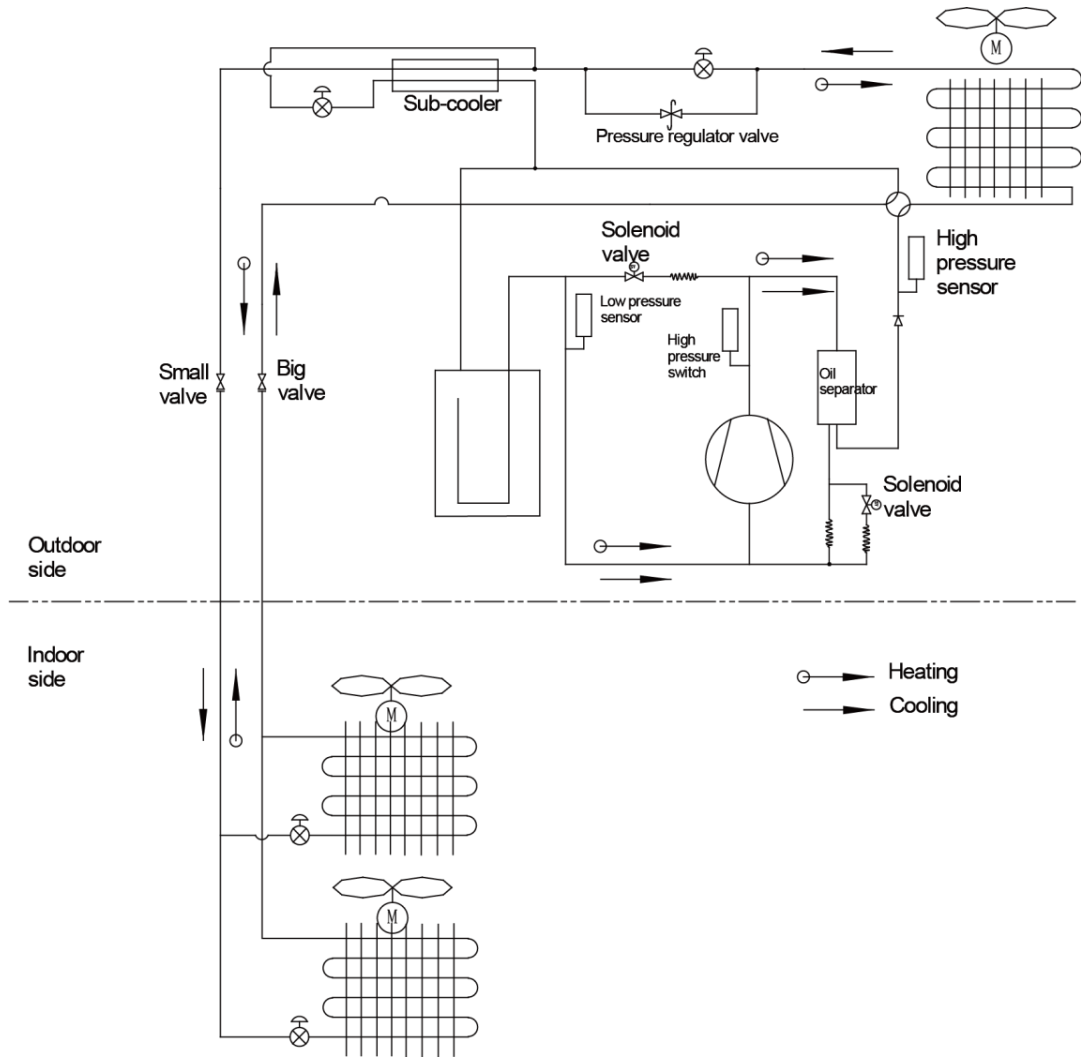 M
Sub-cooler
Pressure regulator valve
Solenoid
valve
High
pressure
sensor
Low pressure
sensor
High
pressure
switch
Oil
separator
Small
valve
Big
valve
Solenoid
valve
Outdoor
side
Indoor
side
Heating
Cooling
M
M